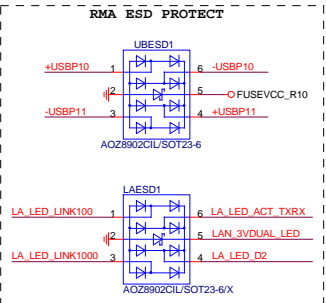 RMA ESD PROTECT
UBESD1
+USBP10 1 6 -USBP10
2 5 FUSEVCC_R10
-USBP11 3 4 +USBP11
AOZ8902CIL/SOT23-6
LAESD1
LA_LED_LINK100 1 6 LA_LED_ACT_TXRX
2 5 LAN_3VDUAL_LED
LA_LED_LINK1000 3 4 LA_LED_D2
AOZ8902CIL/SOT23-6/X